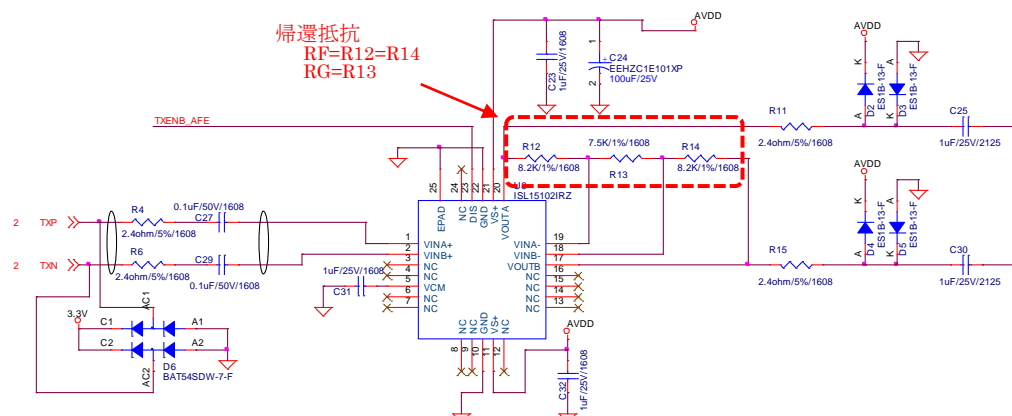 帰還抵抗
RF=R12=R14
RG=R13
AVDD
C23
1uF/25V/1608
1
C24
EEHZC1E101XP
100uF/25V
2
AVDD
K
A
D2
ES1B-13-F
A
K
D3
ES1B-13-F
TXENB_AFE
R11
2.4ohm/5%/1608
C25
1uF/25V/2125
R12
8.2K/1%/1608
7.5K/1%/1608
R13
R14
8.2K/1%/1608
ISL15102IRZ
25
24
23
22
21
20
EPAD
NC
DIS
GND
VS+
VOUTA
2
TXP
R4
2.4ohm/5%/1608
0.1uF/50V/1608
C27
2
TXN
R6
2.4ohm/5%/1608
C29
0.1uF/50V/1608
1uF/25V/1608
C31
1
2
3
4
5
6
7
VINA+
VINB+
NC
NC
VCM
NC
NC
VINA-
VINB-
VOUTB
NC
NC
NC
NC
19
18
17
16
15
14
13
NC
NC
GND
VS+
NC
8
9
10
11
12
AVDD
K
A
D4
ES1B-13-F
A
K
D5
ES1B-13-F
R15
2.4ohm/5%/1608
C30
1uF/25V/2125
3.3V
AC1
C1
A1
C2
A2
AC2
D6
BAT54SDW-7-F
AVDD
C32
1uF/25V/1608